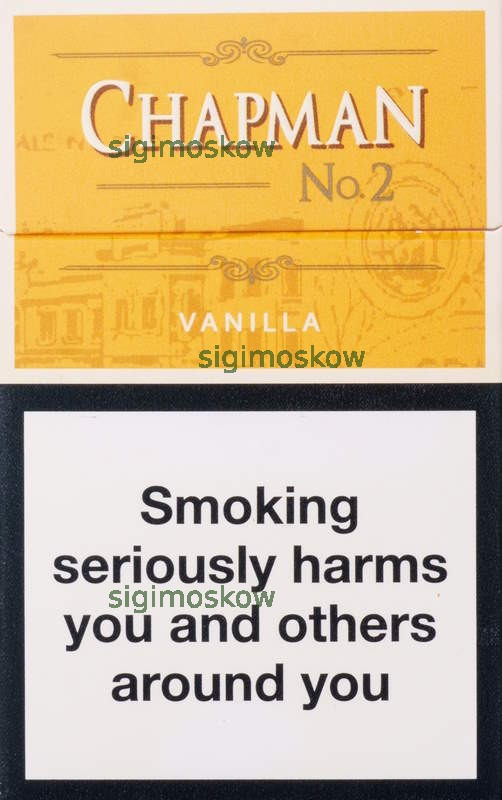 CHAPMAN
sigimoskow
No.2
VANILLA
sigimoskow
Smoking
seriously harms
sigimoskow
you and others
around you